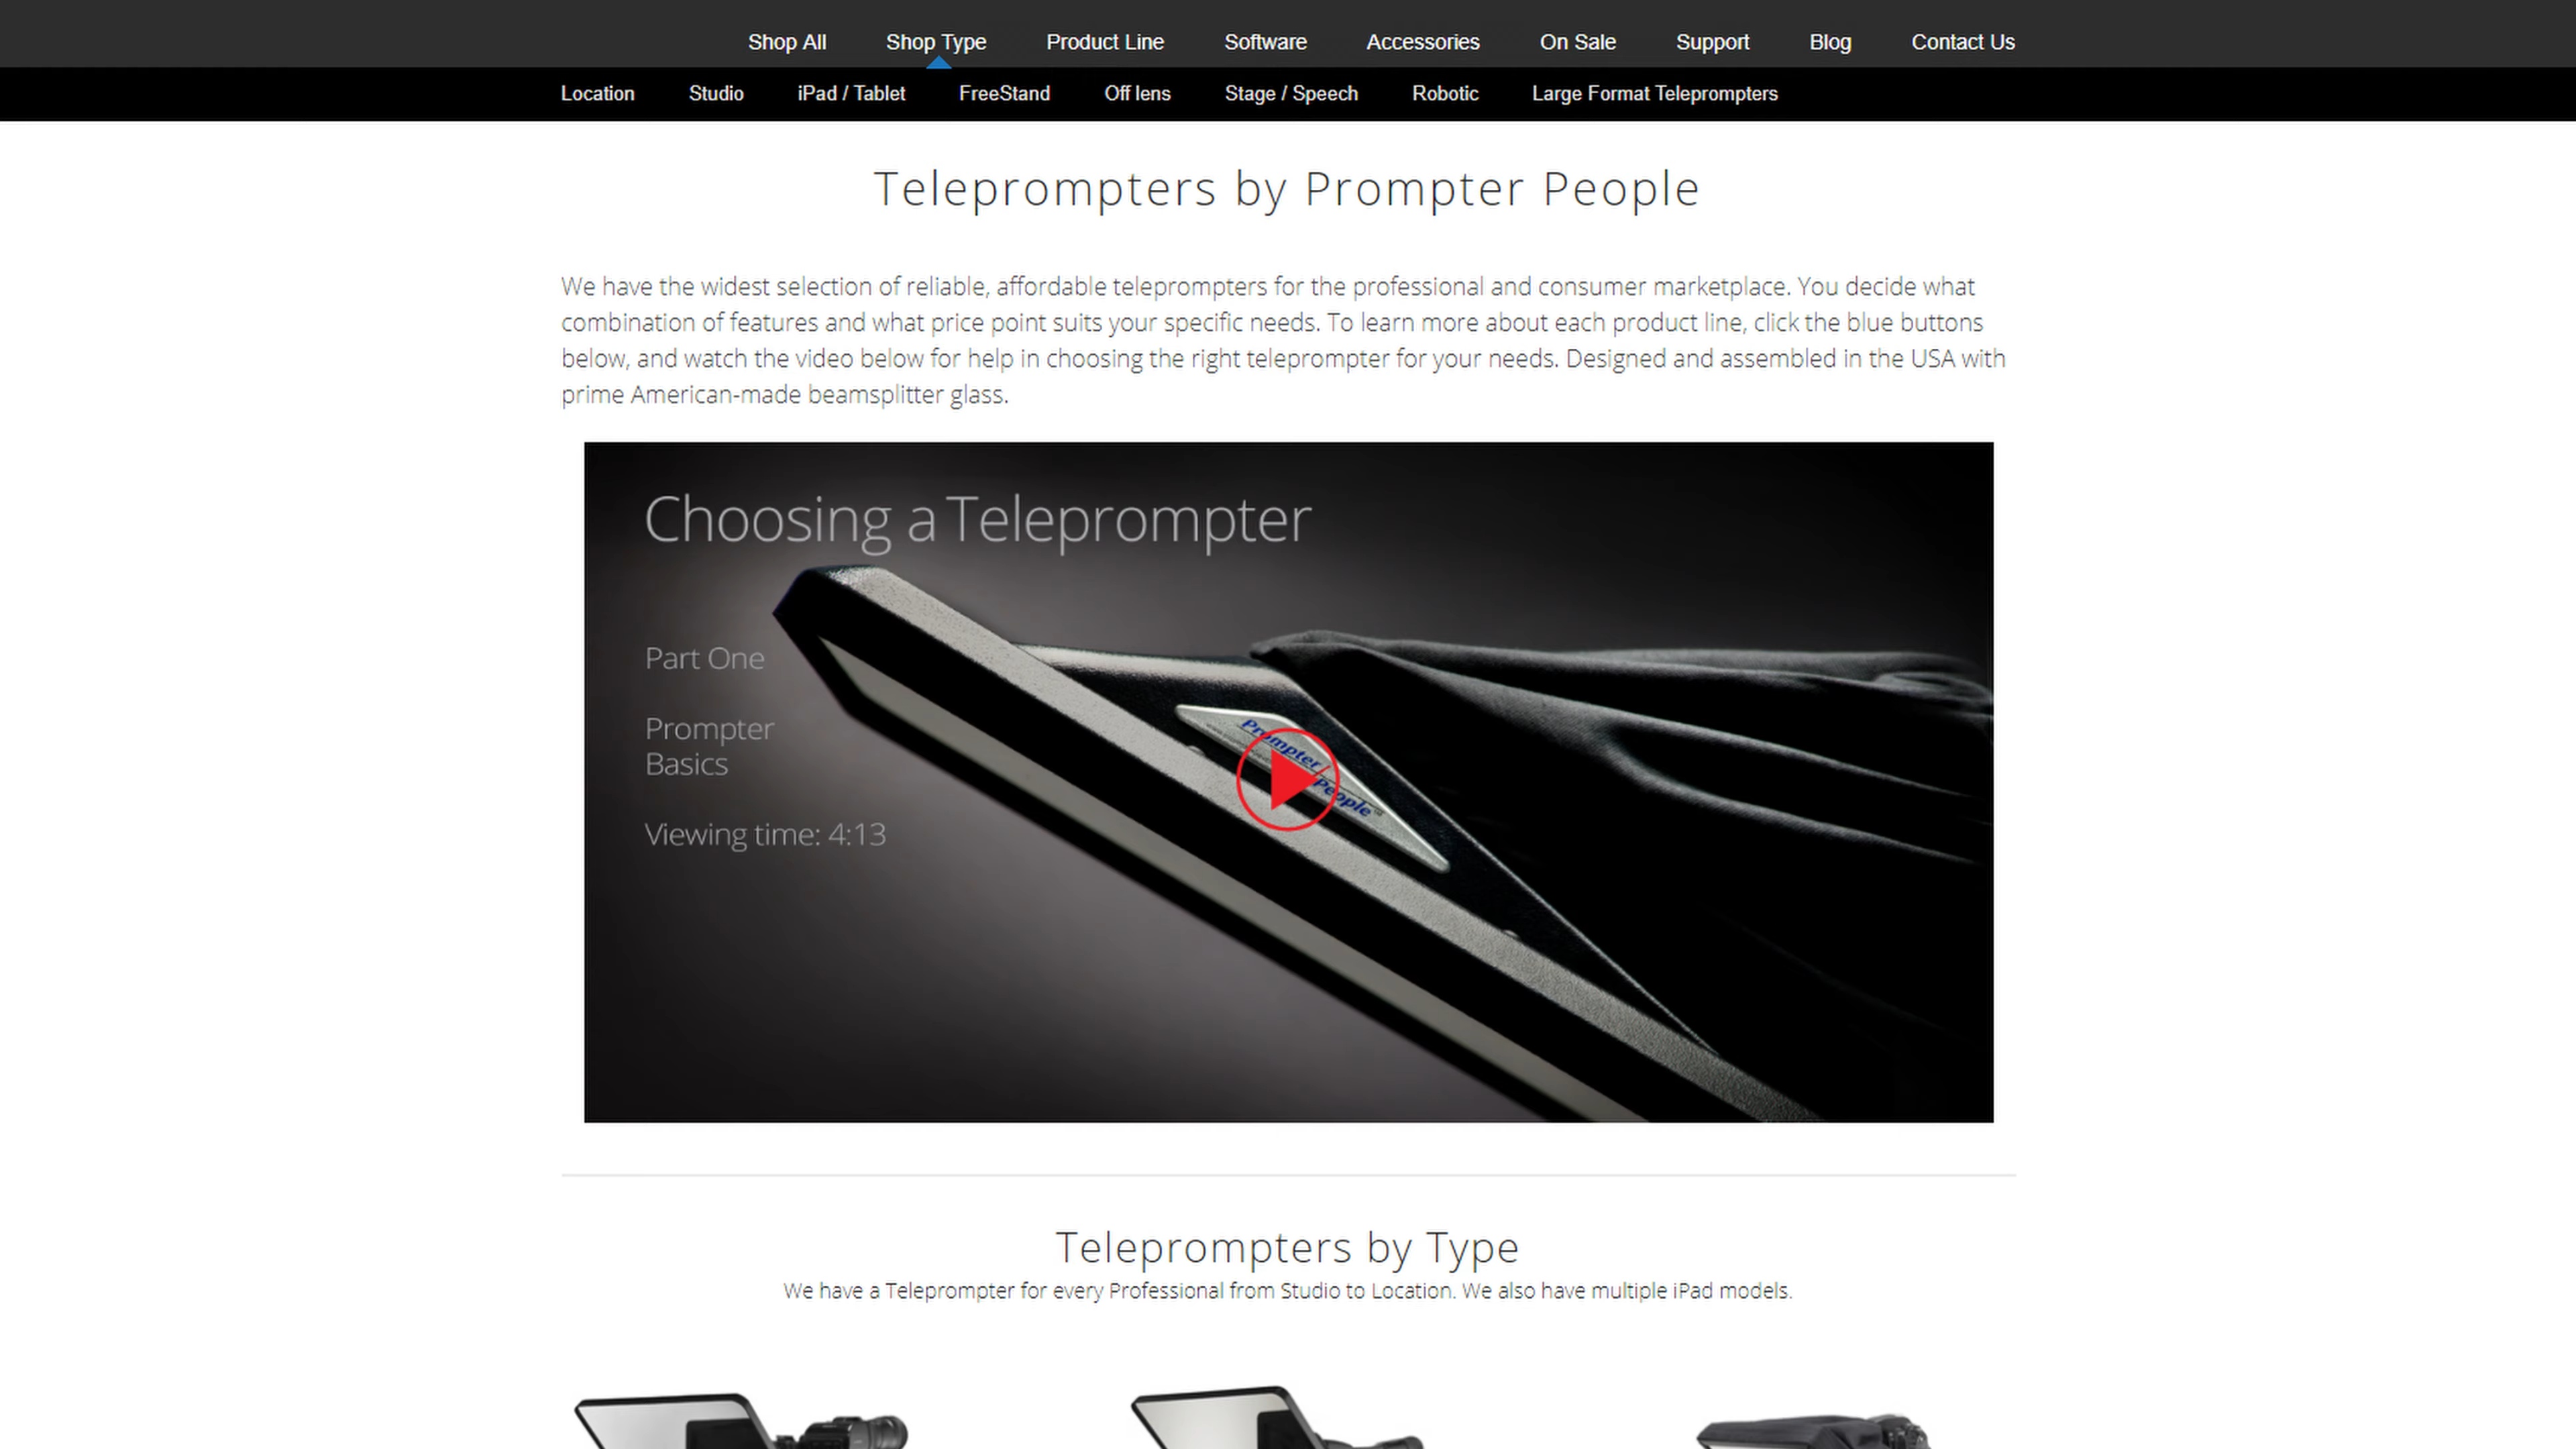 Shop All Shop Type Product Line Software Accessories On Sale Support Blog Contact Us
Location Studio iPad / Tablet FreeStand Off lens Stage / Speech Robotic Large Format Teleprompters
Teleprompters by Prompter People
We have the widest selection of reliable, affordable teleprompters for the professional and consumer marketplace. You decide what
combination of features and what price point suits your specific needs. To learn more about each product line, click the blue buttons
below, and watch the video below for help in choosing the right teleprompter for your needs. Designed and assembled in the USA with
prime American-made beamsplitter glass.
Choosing a Teleprompter
Part One
Prompter
Basics
Viewing time: 4:13
Prompter
People
Teleprompters by Type
We have a Teleprompter for every Professional from Studio to Location. We also have multiple iPad models.